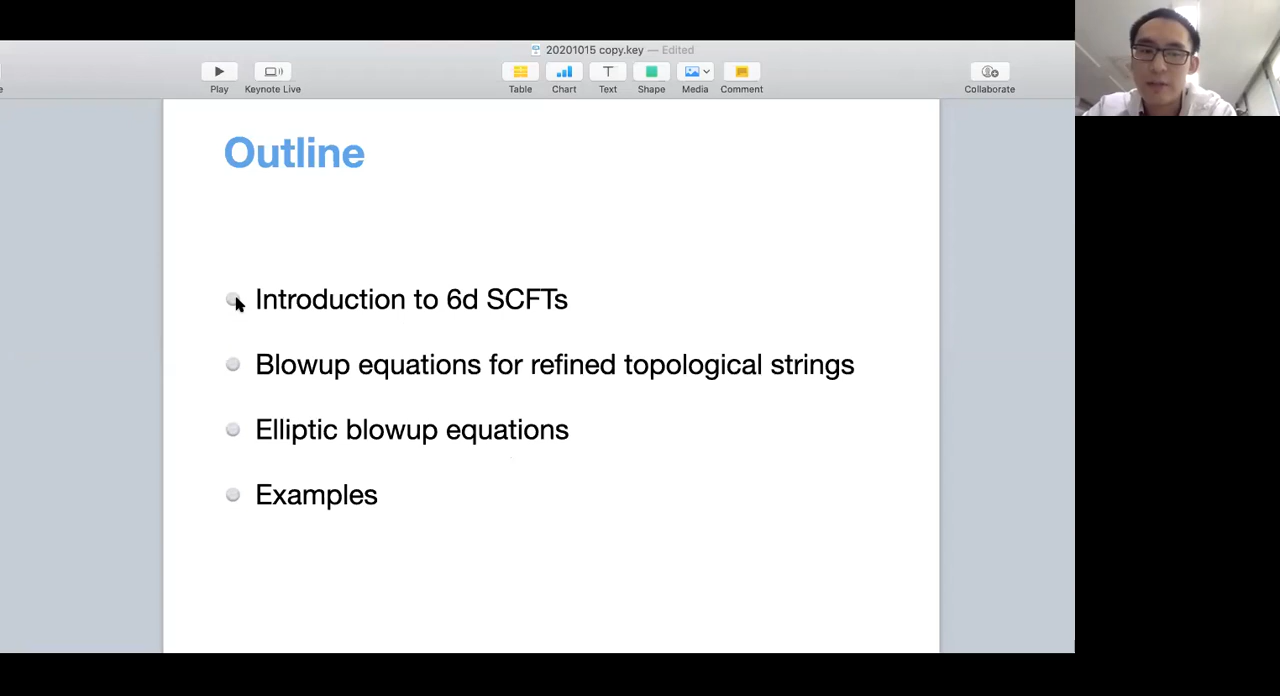 20201015 copy.key — Edited
e
Play
Keynote Live
Table
Chart
Text
Shape
Media
Comment
Collaborate
Outline
Introduction to 6d SCFTs
Blowup equations for refined topological strings
Elliptic blowup equations
Examples